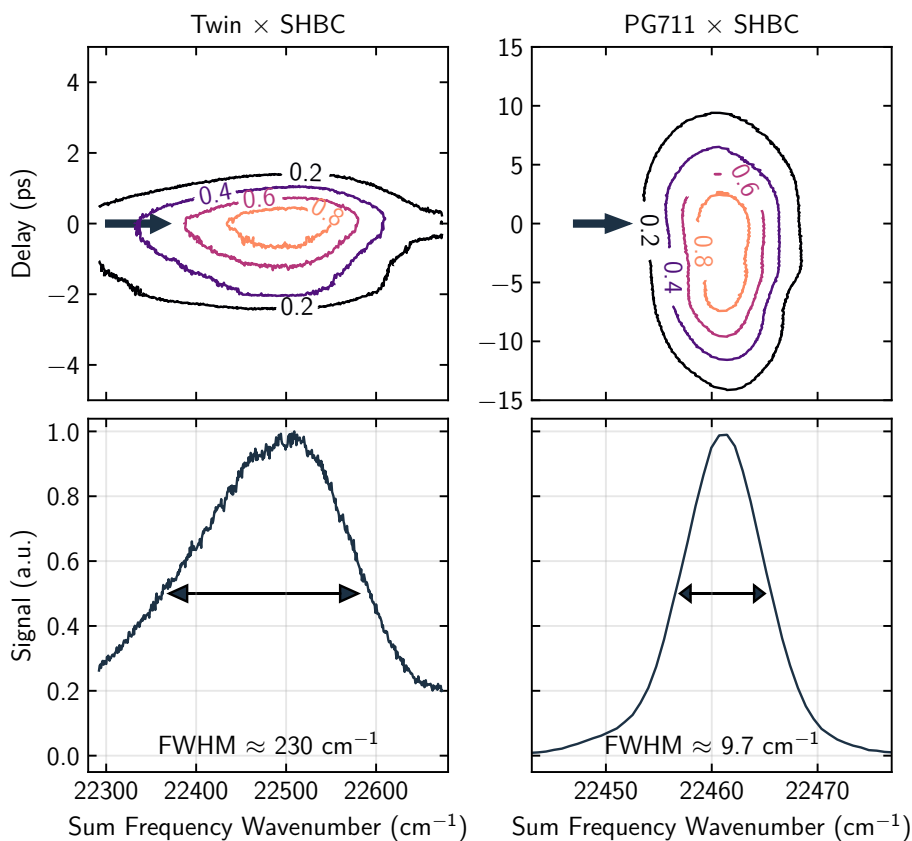 Twin × SHBC
PG711 × SHBC
Delay (ps)
4
2
0
−2
−4
0.2
0.4
0.6
0.8
0.2
15
10
5
0
−5
−10
−15
0.6
0.2
0.8
0.4
Signal (a.u.)
1.0
0.8
0.6
0.4
0.2
0.0
FWHM ≈ 230 cm⁻¹
FWHM ≈ 9.7 cm⁻¹
22300 22400 22500 22600
22450 22460 22470
Sum Frequency Wavenumber (cm⁻¹)
Sum Frequency Wavenumber (cm⁻¹)